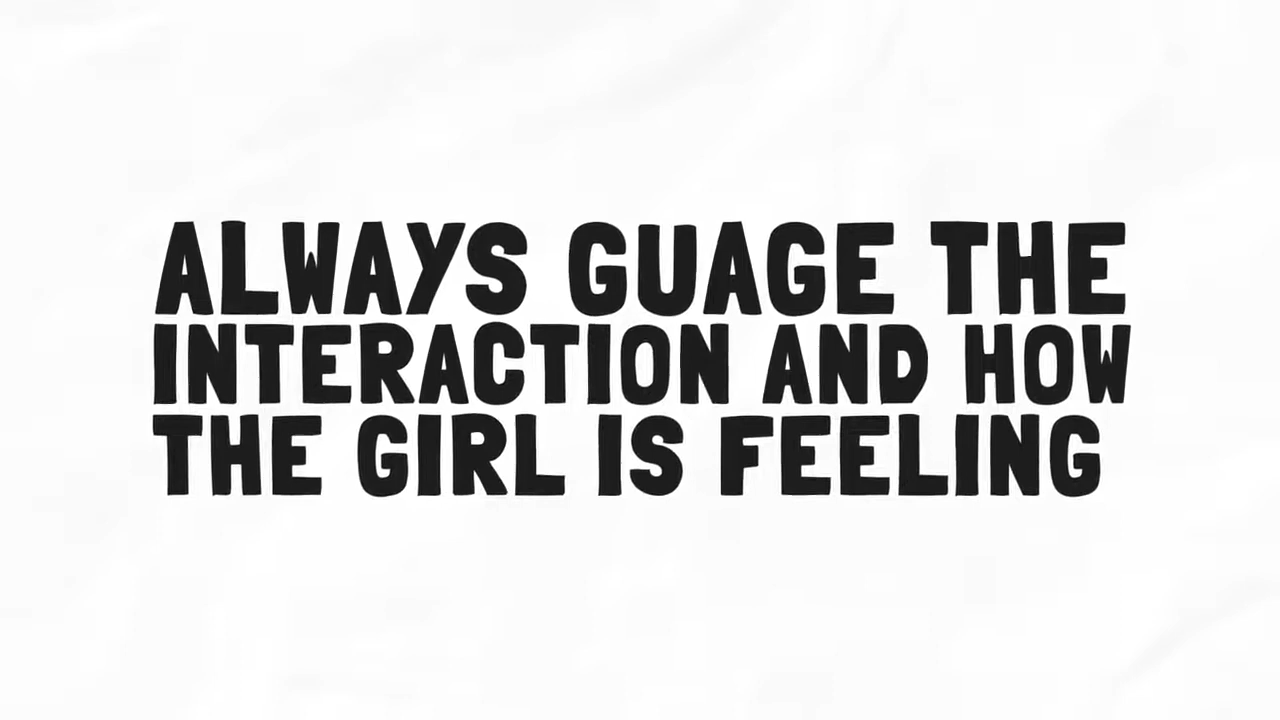 ALWAYS GUAGE THE
INTERACTION AND HOW
THE GIRL IS FEELING